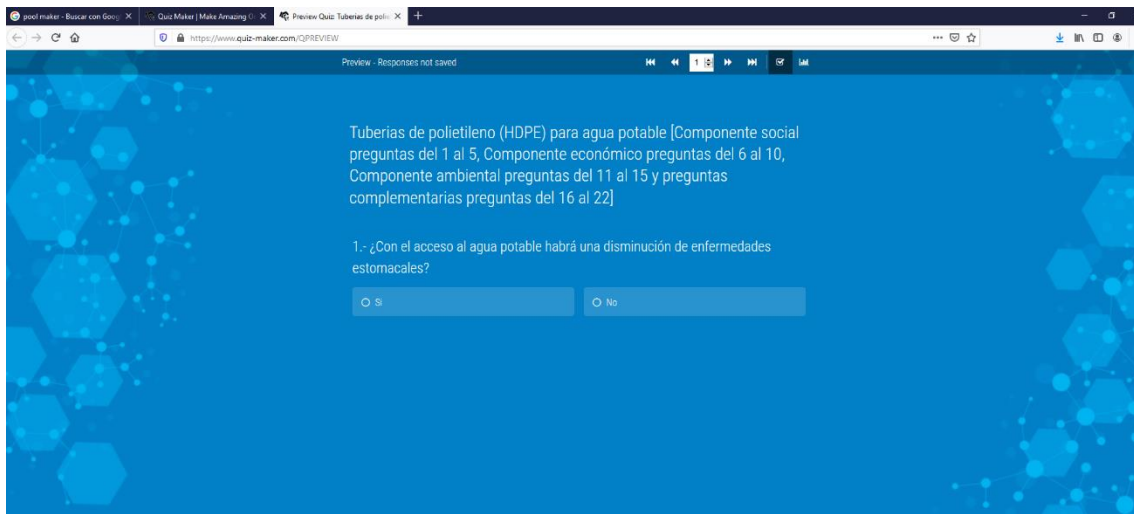 pool maker - Buscar con Goog
Quiz Maker | Make Amazing Q
Preview Quiz: Tuberias de polie
https://www.quiz-maker.com/QPREVIEW
Preview - Responses not saved
1
Tuberias de polietileno (HDPE) para agua potable [Componente social
preguntas del 1 al 5, Componente económico preguntas del 6 al 10,
Componente ambiental preguntas del 11 al 15 y preguntas
complementarias preguntas del 16 al 22]
1.- ¿Con el acceso al agua potable habrá una disminución de enfermedades
estomacales?
Si
No